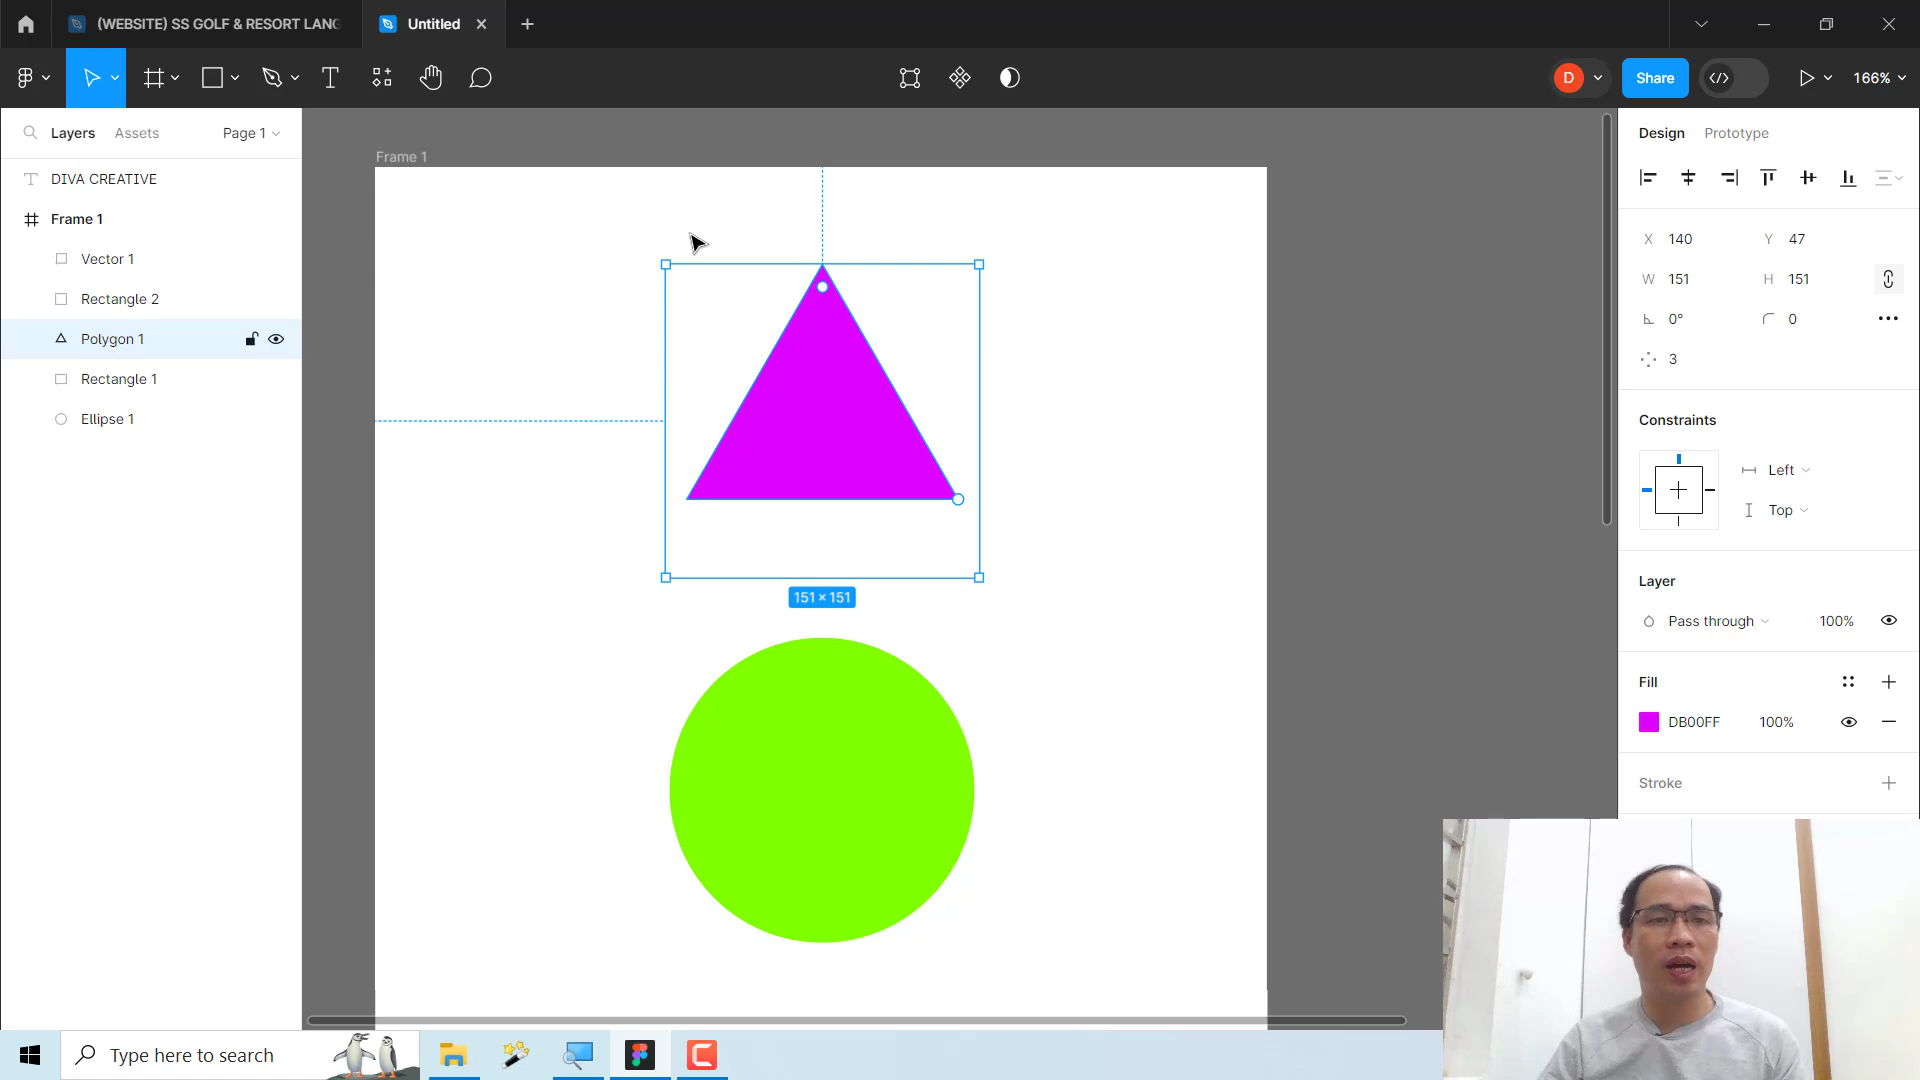 (WEBSITE) SS GOLF & RESORT LANG
Untitled
D
Share
166%
Layers
Assets
Page 1
Design
Prototype
DIVA CREATIVE
Frame 1
Vector 1
Rectangle 2
Polygon 1
Rectangle 1
Ellipse 1
Frame 1
151 × 151
X 140
Y 47
W 151
H 151
0°
0
3
Constraints
Left
Top
Layer
Pass through
100%
Fill
DB00FF
100%
Stroke
Type here to search